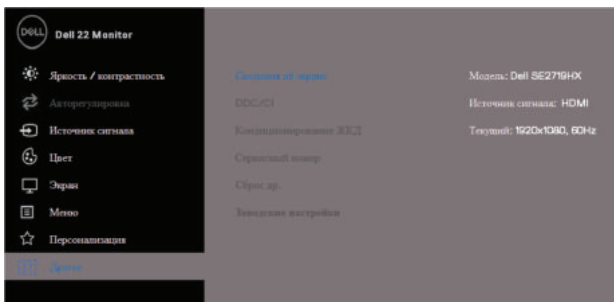 DELL Dell 22 Monitor
Яркость / контрастность
Авторегулировка
Источник сигнала
Цвет
Экран
Меню
Персонализация
Другие
Сведения об экране
DDC/CI
Кондиционирование ЖКД
Сервисный номер
Сброс др.
Заводские настройки
Модель: Dell SE2719HX
Источник сигнала: HDMI
Текущий: 1920x1080, 60Hz